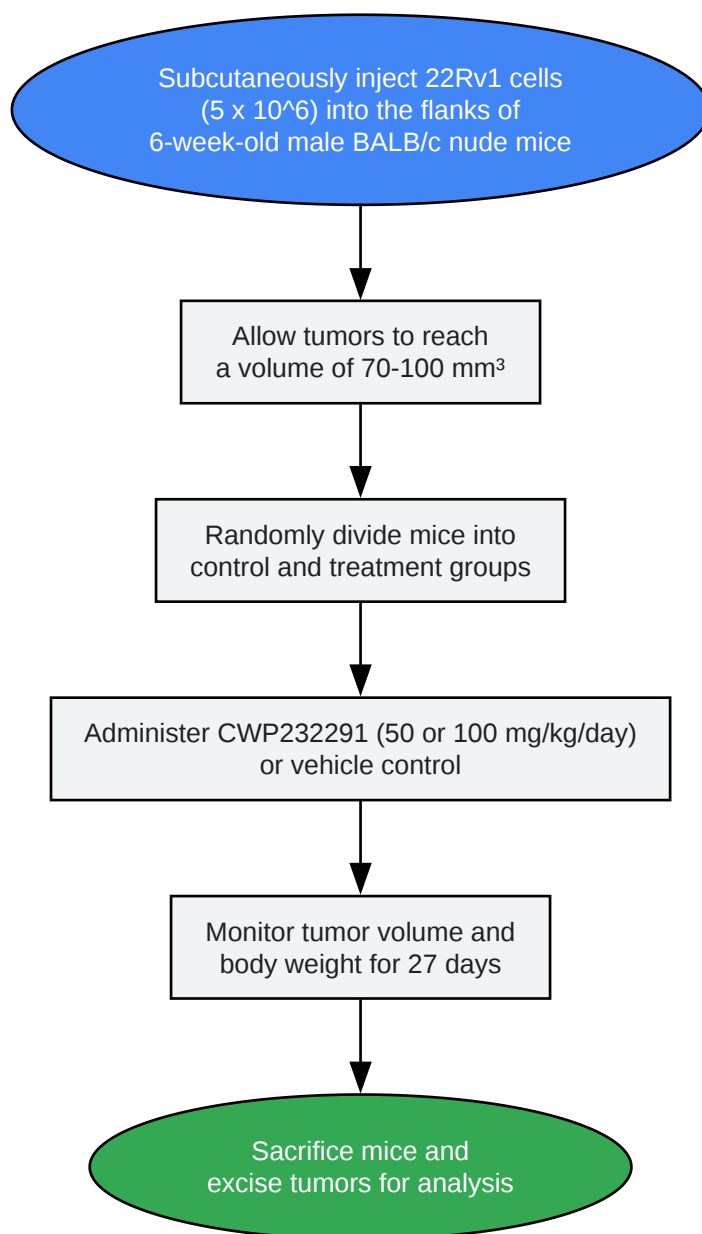 Subcutaneously inject 22Rv1 cells
(5 x 10^6) into the flanks of
6-week-old male BALB/c nude mice
Allow tumors to reach
a volume of 70-100 mm³
Randomly divide mice into
control and treatment groups
Administer CWP232291 (50 or 100 mg/kg/day)
or vehicle control
Monitor tumor volume and
body weight for 27 days
Sacrifice mice and
excise tumors for analysis